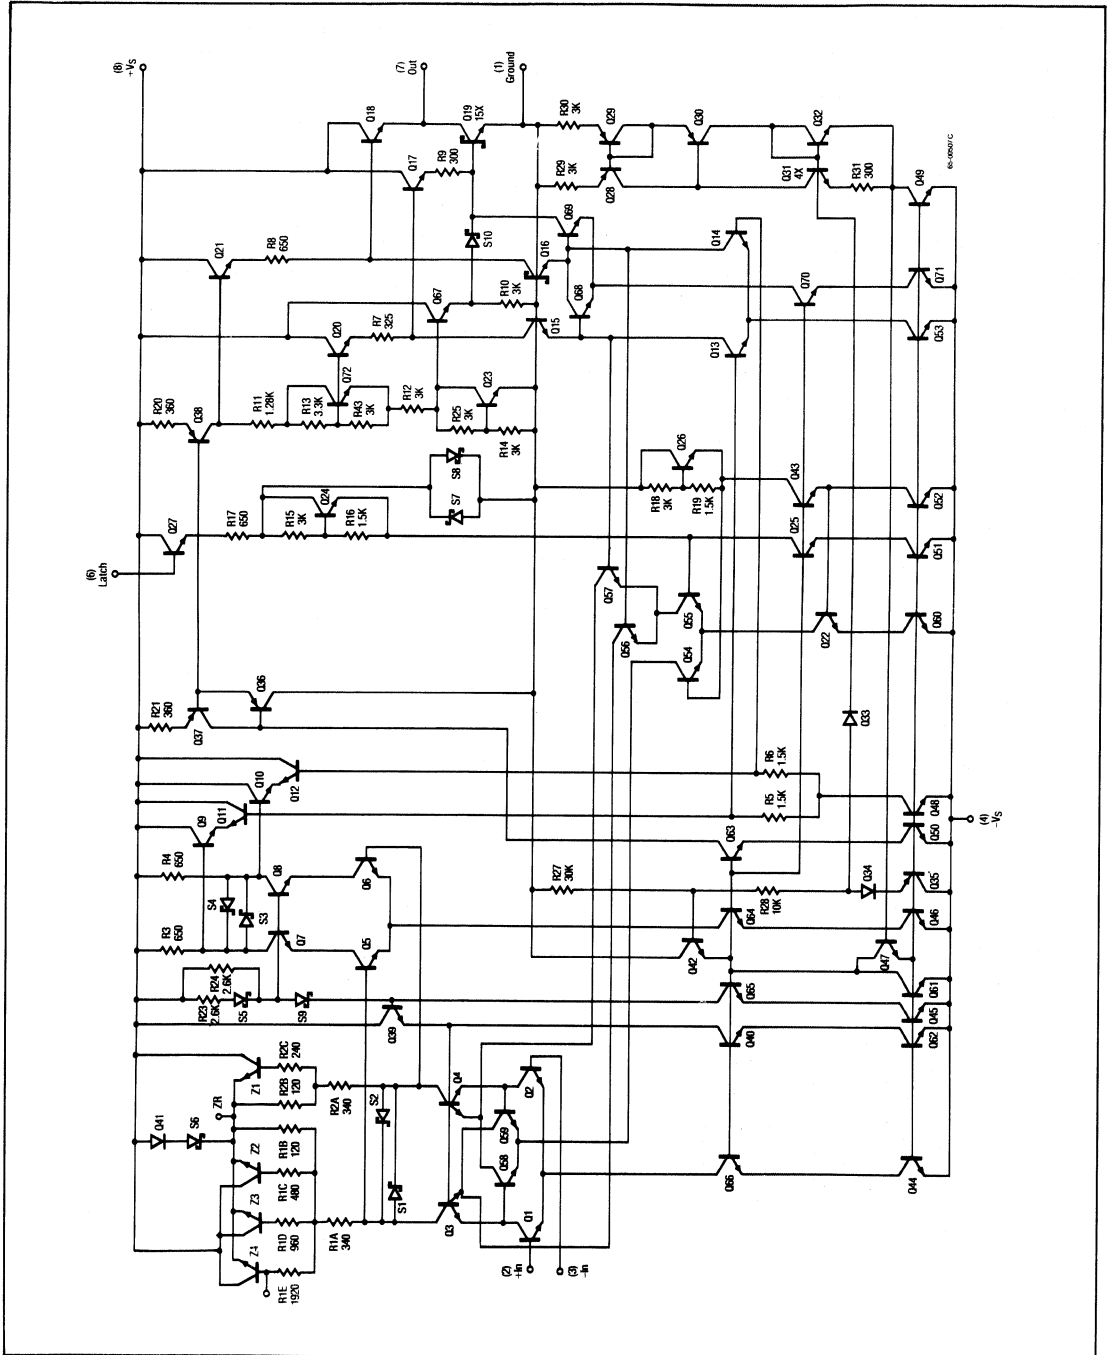 (8)
+VS
(7)
Out
(1)
Ground
Q18
Q19
15X
Q17
R9
300
R30
3K
Q29
Q30
Q32
R29
3K
Q28
Q31
4X
R31
300
Q49
65-00507C
Q21
R8
650
S10
Q69
Q16
Q14
Q67
R10
3K
Q68
Q70
Q71
Q20
R7
325
Q15
Q13
Q53
Q72
R20
360
Q38
R11
1.28K
R13
3.3K
R43
3K
R12
3K
R25
3K
Q23
R14
3K
S8
S7
Q26
R18
3K
R19
1.5K
Q43
Q25
Q52
Q51
Q27
R17
650
Q24
R15
3K
R16
1.5K
(6)
Latch
Q57
Q56
Q55
Q54
Q22
Q60
R21
360
Q36
Q37
Q33
Q10
Q12
Q9
Q11
R6
1.5K
R5
1.5K
Q48
Q50
(4)
-VS
Q63
R4
650
Q8
Q6
S4
S3
R3
650
Q7
Q5
R27
30K
R28
10K
Q34
Q35
Q64
Q46
Q42
Q47
R24
2.6K
R23
2.6K
S5
S9
Q39
Q65
Q61
Q45
Q40
Q62
R2C
240
Z1
R2B
120
ZR
R2A
340
S2
Q4
Q2
Q41
S6
R1B
120
Z2
R1C
480
Z3
R1D
960
R1A
340
S1
Q59
Q58
Q3
Q1
Q66
Q44
Z4
R1E
1920
(2)
+In
(3)
-In